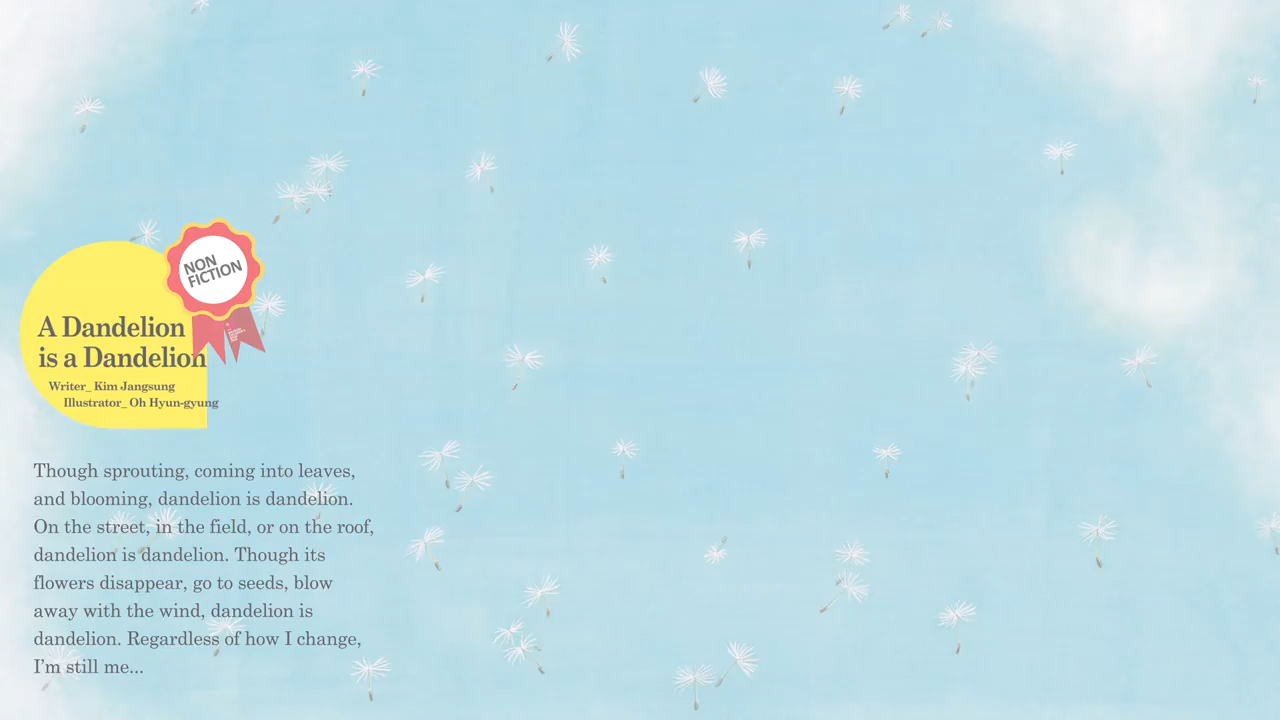 NON
FICTION
A Dandelion
is a Dandelion
Writer_ Kim Jangsung
Illustrator_ Oh Hyun-gyung
Though sprouting, coming into leaves,
and blooming, dandelion is dandelion.
On the street, in the field, or on the roof,
dandelion is dandelion. Though its
flowers disappear, go to seeds, blow
away with the wind, dandelion is
dandelion. Regardless of how I change,
I’m still me...